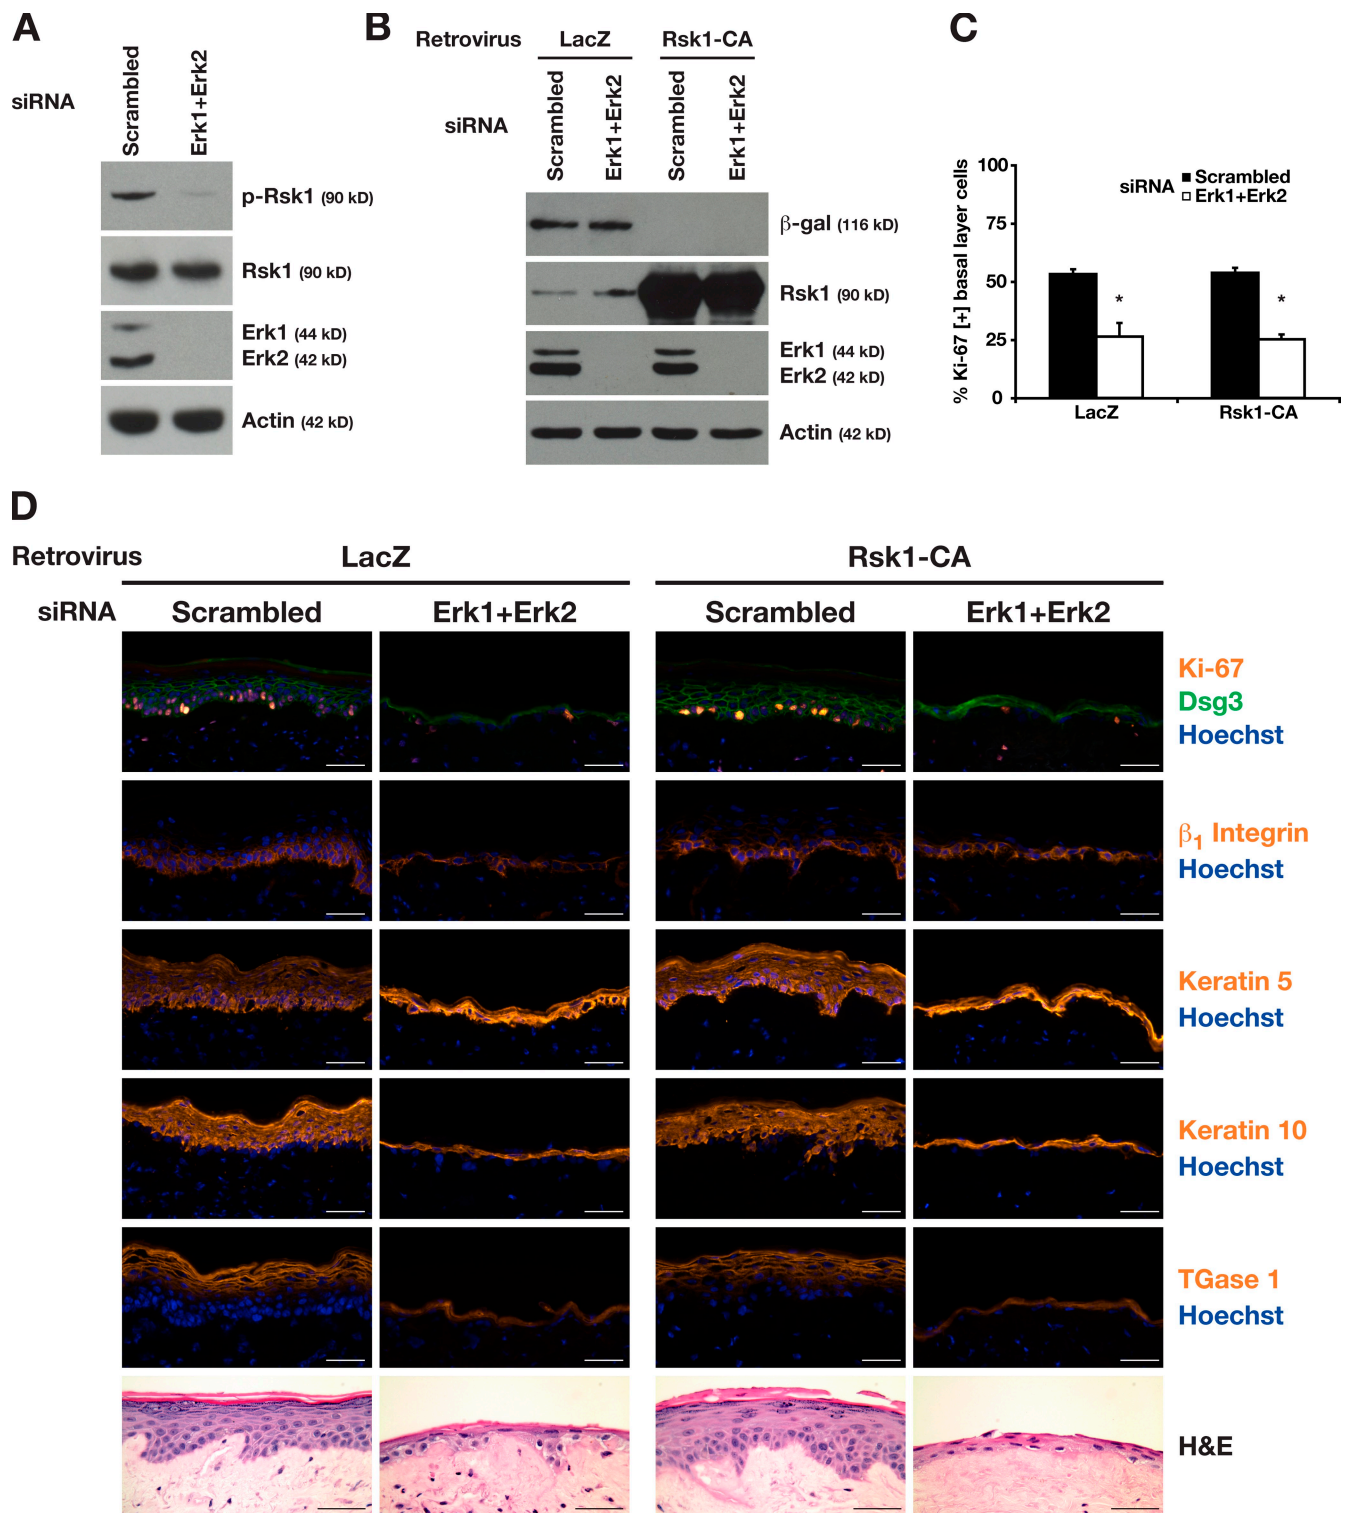 A
siRNA
Scrambled
Erk1+Erk2
p-Rsk1 (90 kD)
Rsk1 (90 kD)
Erk1 (44 kD)
Erk2 (42 kD)
Actin (42 kD)
B
Retrovirus
LacZ
Rsk1-CA
siRNA
Scrambled
Erk1+Erk2
Scrambled
Erk1+Erk2
β-gal (116 kD)
Rsk1 (90 kD)
Erk1 (44 kD)
Erk2 (42 kD)
Actin (42 kD)
C
% Ki-67 [+] basal layer cells
100
75
50
25
0
siRNA
Scrambled
Erk1+Erk2
*
*
LacZ
Rsk1-CA
D
Retrovirus
LacZ
Rsk1-CA
siRNA
Scrambled
Erk1+Erk2
Scrambled
Erk1+Erk2
Ki-67
Dsg3
Hoechst
β1 Integrin
Hoechst
Keratin 5
Hoechst
Keratin 10
Hoechst
TGase 1
Hoechst
H&E